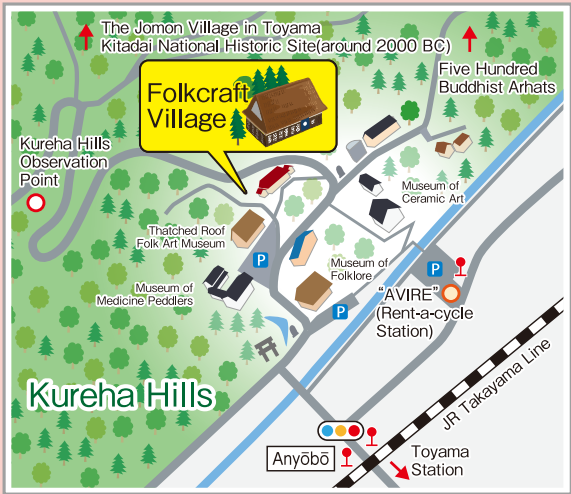 The Jomon Village in Toyama
Kitadai National Historic Site(around 2000 BC)
Five Hundred
Buddhist Arhats
Folkcraft
Village
Kureha Hills
Observation
Point
Museum of
Ceramic Art
Thatched Roof
Folk Art Museum
P
Museum of
Folklore
P
"AVIRE"
(Rent-a-cycle
Station)
Museum of
Medicine Peddlers
P
Kureha Hills
JR Takayama Line
Anyōbō
Toyama
Station